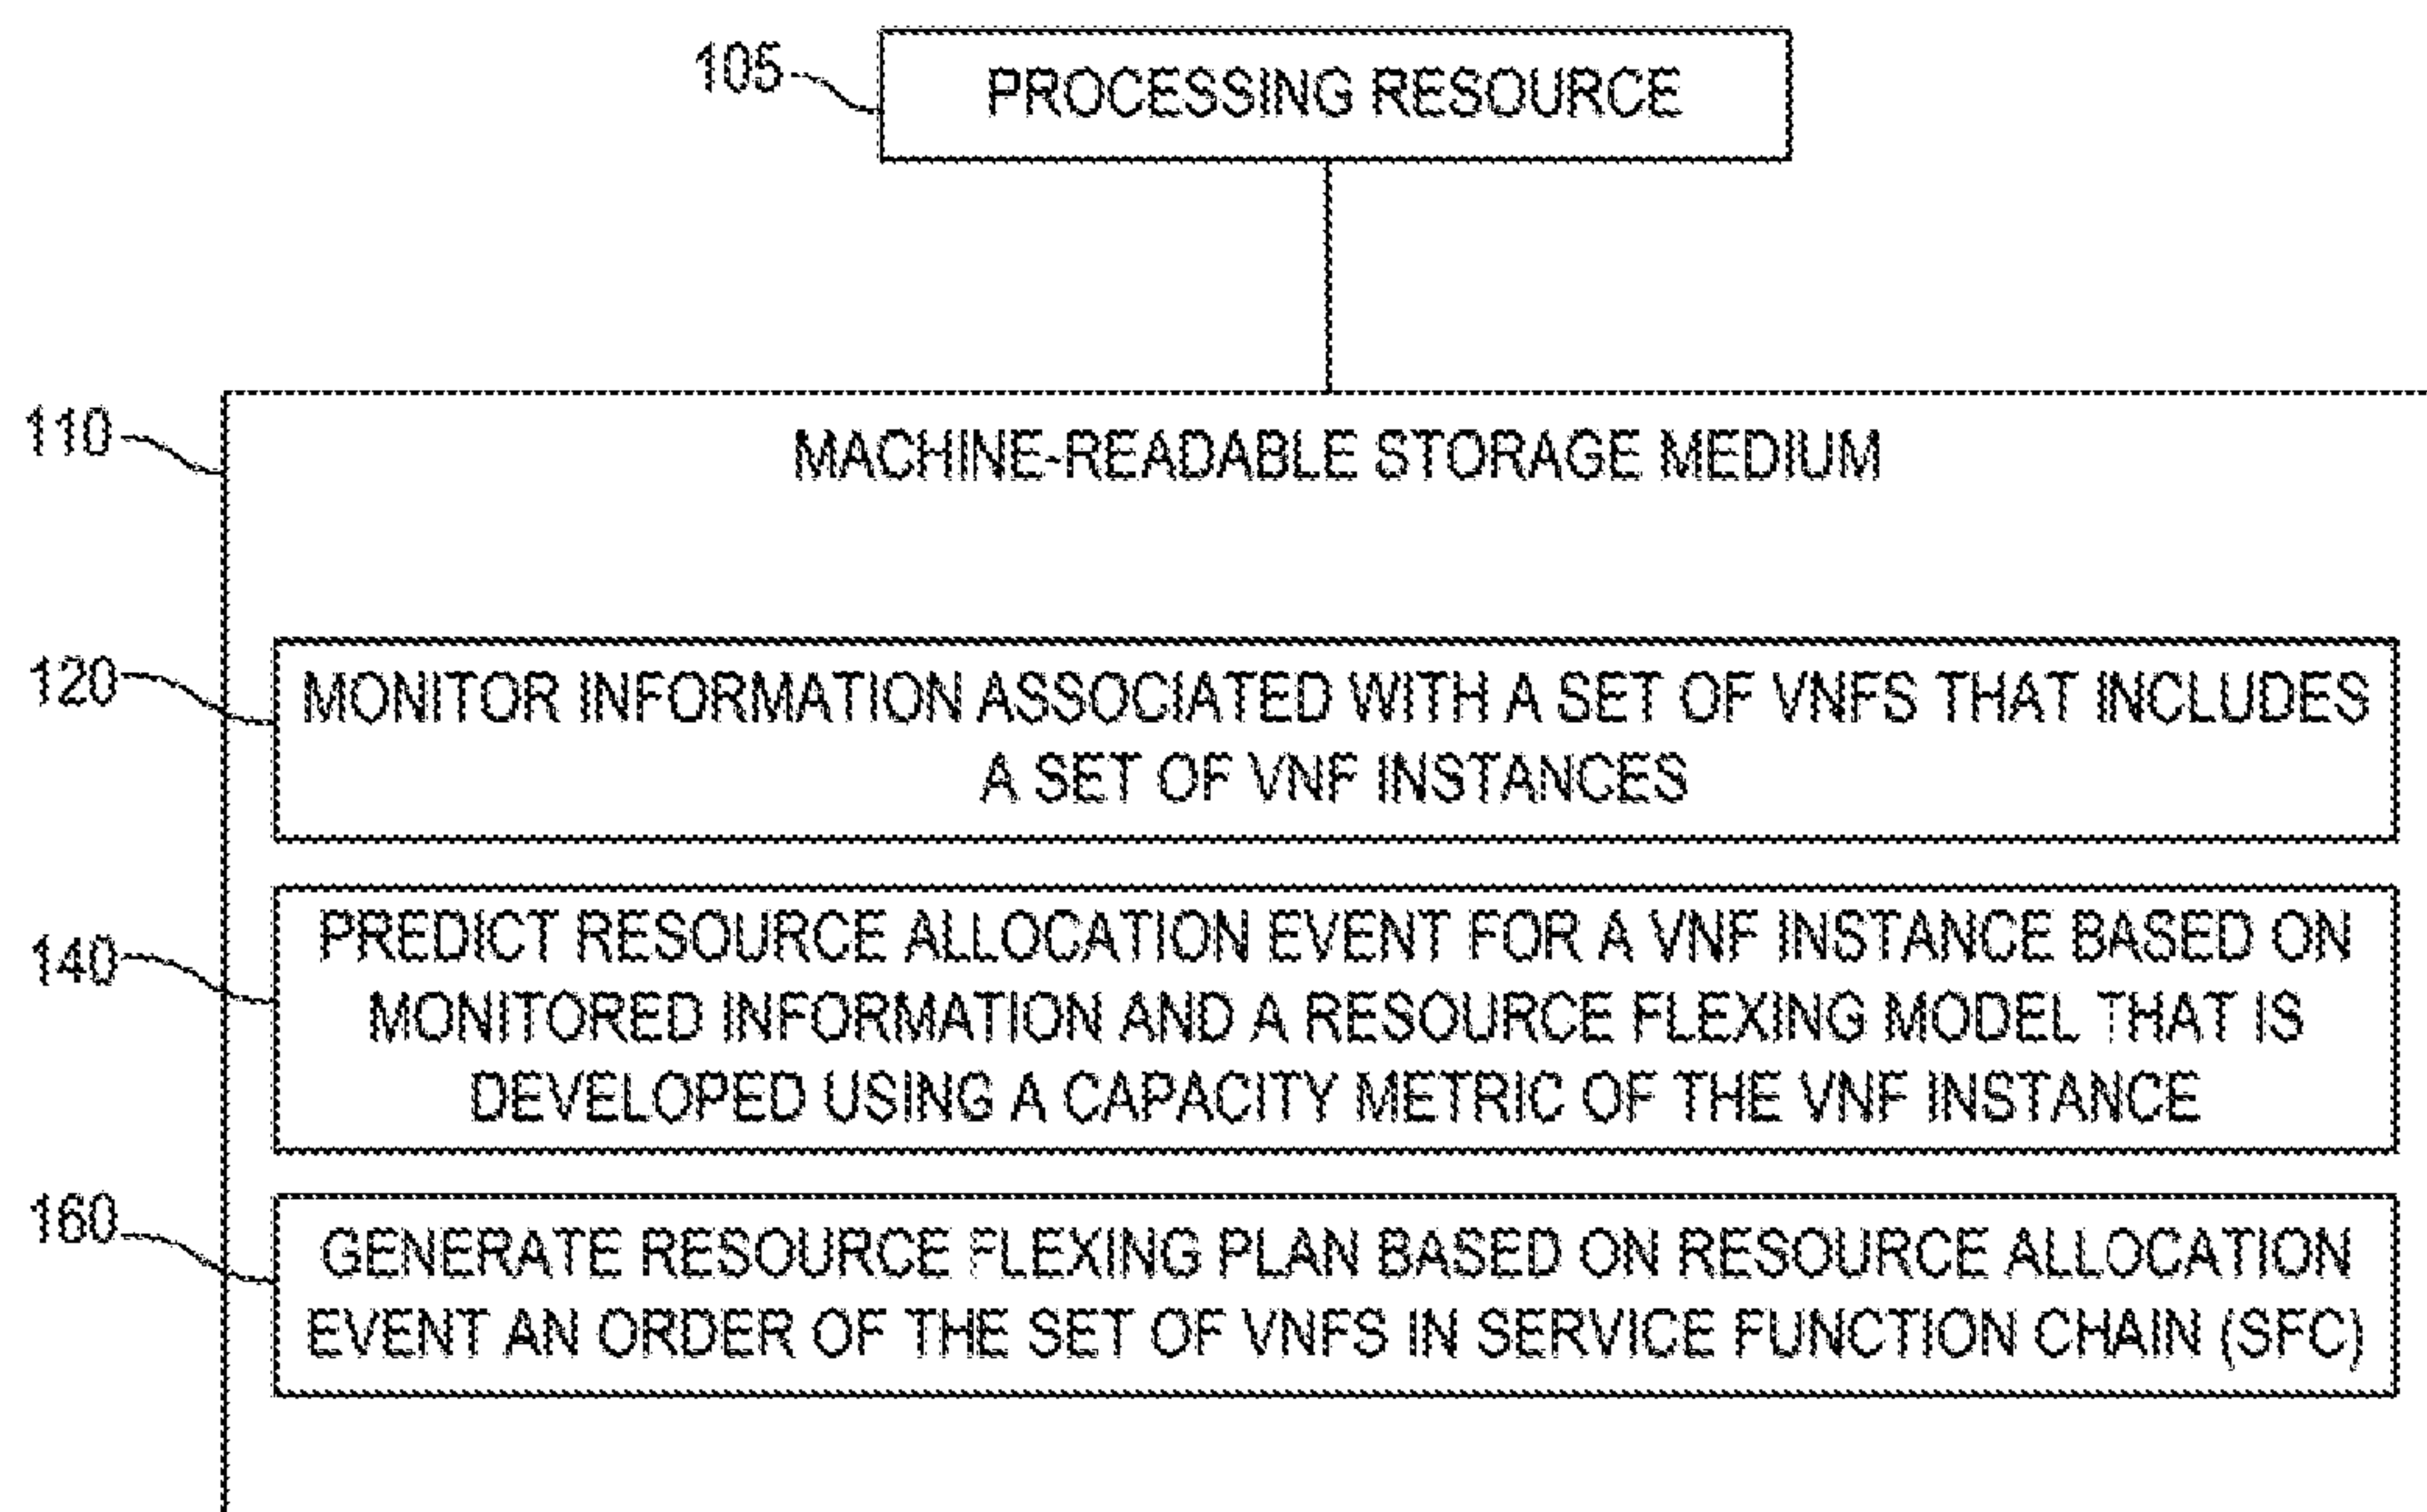 105
PROCESSING RESOURCE
110
MACHINE-READABLE STORAGE MEDIUM
120
MONITOR INFORMATION ASSOCIATED WITH A SET OF VNFS THAT INCLUDES
A SET OF VNF INSTANCES
140
PREDICT RESOURCE ALLOCATION EVENT FOR A VNF INSTANCE BASED ON
MONITORED INFORMATION AND A RESOURCE FLEXING MODEL THAT IS
DEVELOPED USING A CAPACITY METRIC OF THE VNF INSTANCE
160
GENERATE RESOURCE FLEXING PLAN BASED ON RESOURCE ALLOCATION
EVENT AN ORDER OF THE SET OF VNFS IN SERVICE FUNCTION CHAIN (SFC)